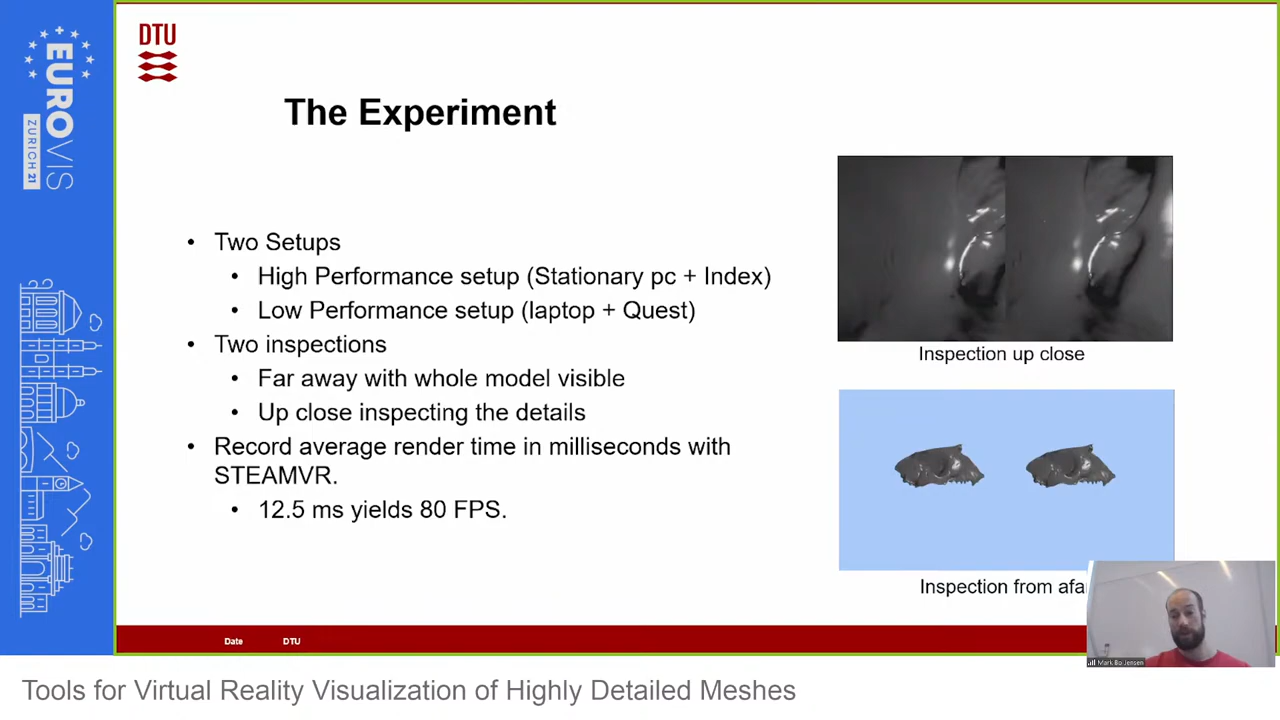 EUROVIS
ZURICH 21
DTU
The Experiment
• Two Setups
• High Performance setup (Stationary pc + Index)
• Low Performance setup (laptop + Quest)
• Two inspections
• Far away with whole model visible
• Up close inspecting the details
• Record average render time in milliseconds with
STEAMVR.
• 12.5 ms yields 80 FPS.
Inspection up close
Inspection from afa
Date DTU
Mark Bo Jensen
Tools for Virtual Reality Visualization of Highly Detailed Meshes